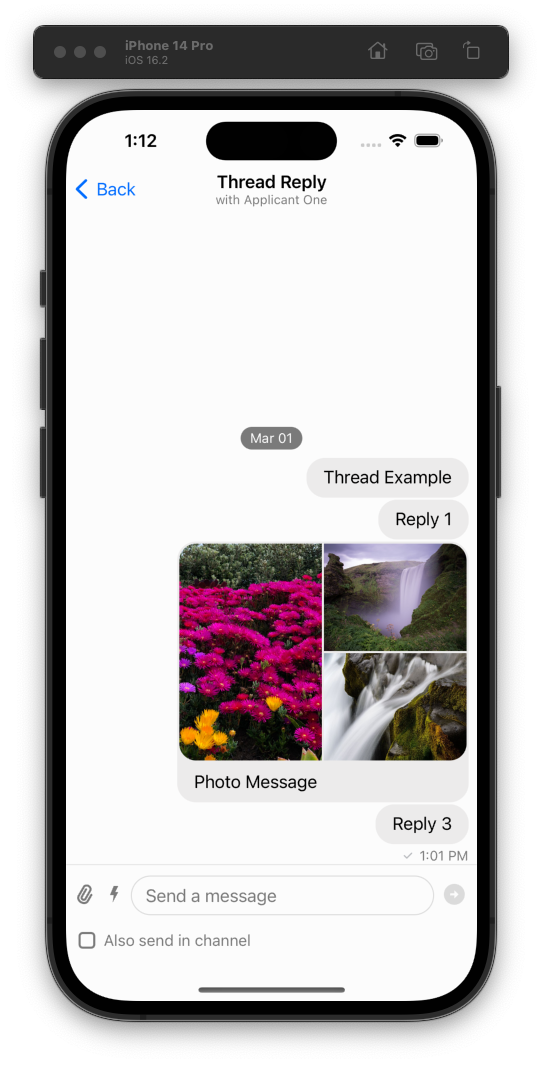 iPhone 14 Pro
iOS 16.2
1:12
Back
Thread Reply
with Applicant One
Mar 01
Thread Example
Reply 1
Photo Message
Reply 3
1:01 PM
Send a message
Also send in channel